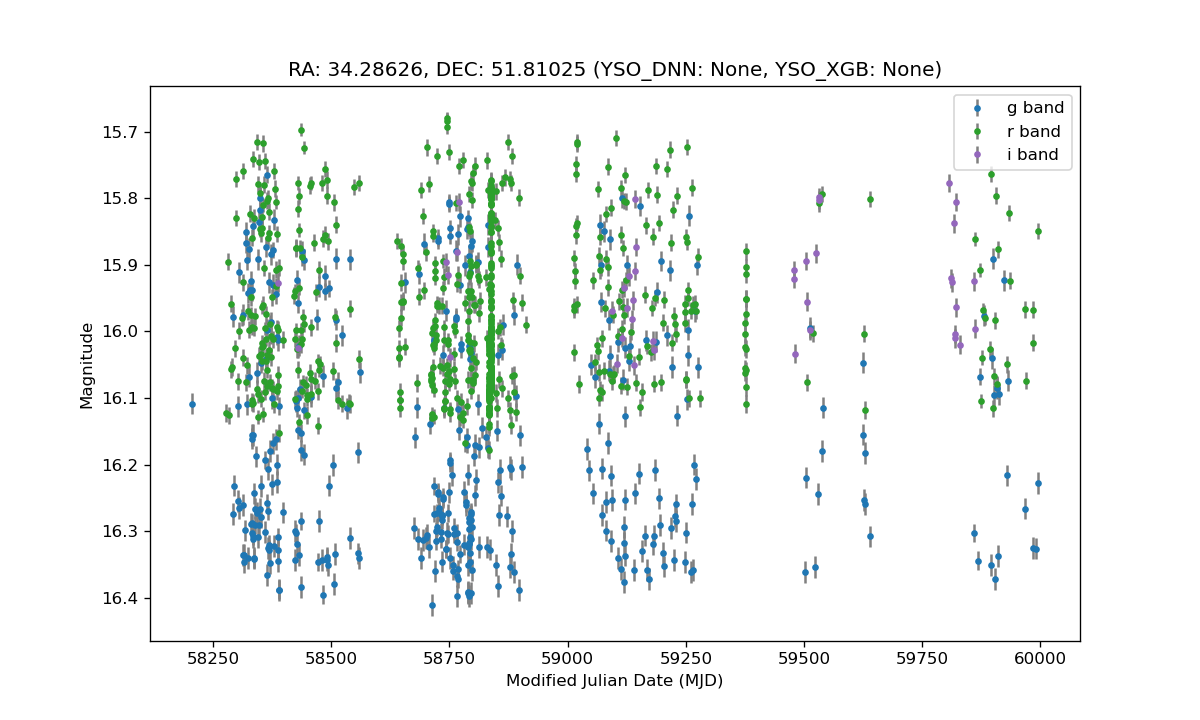 RA: 34.28626, DEC: 51.81025 (YSO_DNN: None, YSO_XGB: None)
g band
r band
i band
15.7
15.8
15.9
16.0
16.1
16.2
16.3
16.4
Magnitude
58250 58500 58750 59000 59250 59500 59750 60000
Modified Julian Date (MJD)